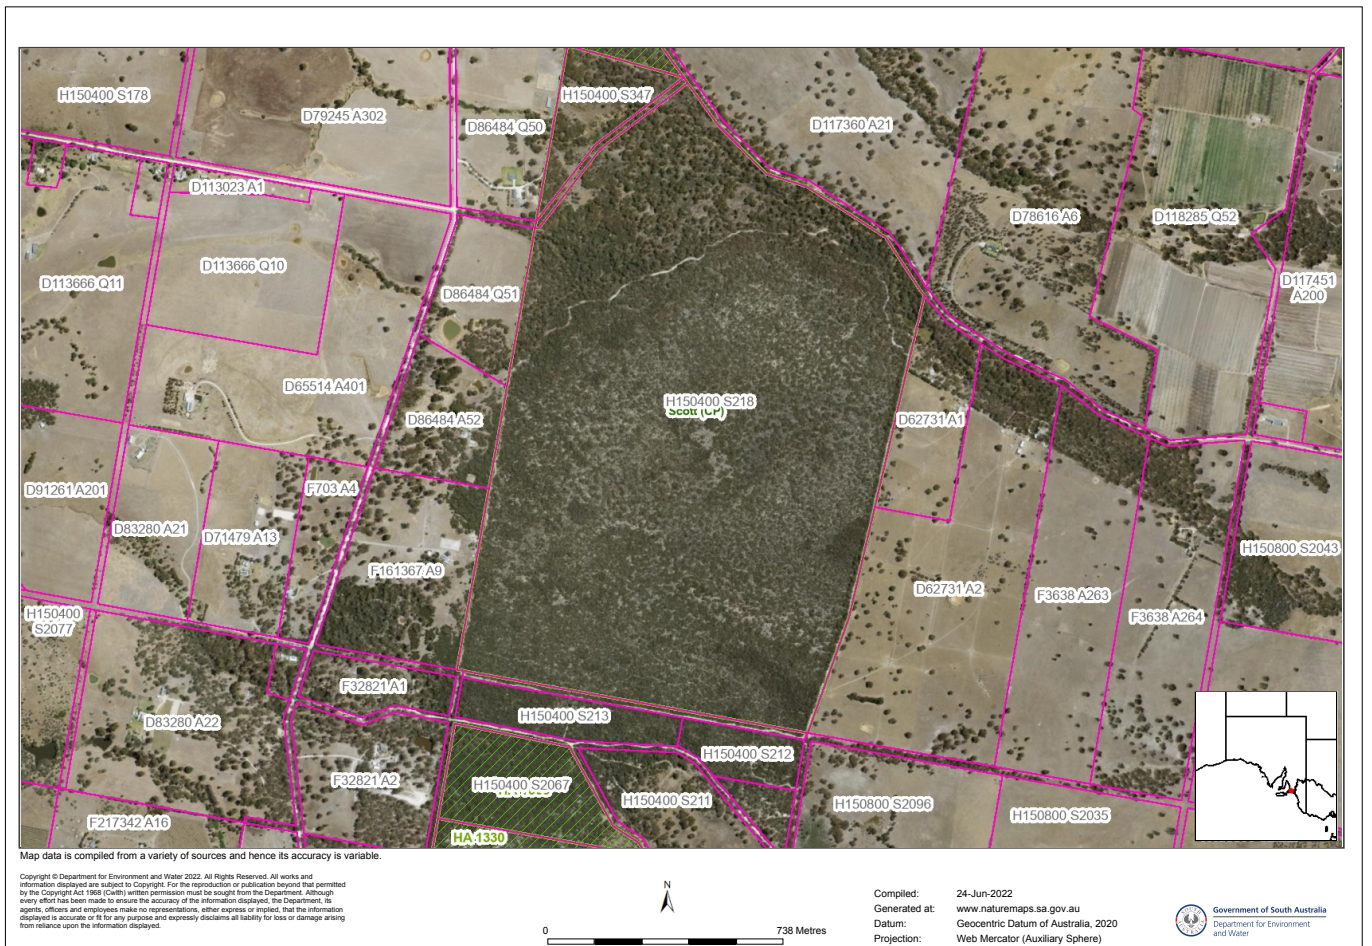 H150400 S178
D79245 A302
D86484 Q50
H150400 S347
D117360 A21
D113023 A1
D78616 A6
D118285 Q52
D113666 Q10
D113666 Q11
D86484 Q51
D117451
A200
D65514 A401
H150400 S218
Scott (CP)
D86484 A52
D62731 A1
D91261 A201
F703 A4
D83280 A21
D71479 A13
H150800 S2043
F161367 A9
D62731 A2
F3638 A263
F3638 A264
H150400
S2077
F32821 A1
D83280 A22
H150400 S213
H150400 S212
F32821 A2
H150400 S2067
H150400 S211
H150800 S2096
H150800 S2035
F217342 A16
HA 1330
Map data is compiled from a variety of sources and hence its accuracy is variable.
Copyright © Department for Environment and Water 2022. All Rights Reserved. All works and
information displayed are subject to Copyright. For the reproduction or publication beyond that permitted
by the Copyright Act 1968 (Cwlth) written permission must be sought from the Department. Although
every effort has been made to ensure the accuracy of the information displayed, the Department, its
agents, officers and employees make no representations, either express or implied, that the information
displayed is accurate or fit for any purpose and expressly disclaims all liability for loss or damage arising
from reliance upon the information displayed.
N
0 738 Metres
Compiled: 24-Jun-2022
Generated at: www.naturemaps.sa.gov.au
Datum: Geocentric Datum of Australia, 2020
Projection: Web Mercator (Auxiliary Sphere)
Government of South Australia
Department for Environment
and Water